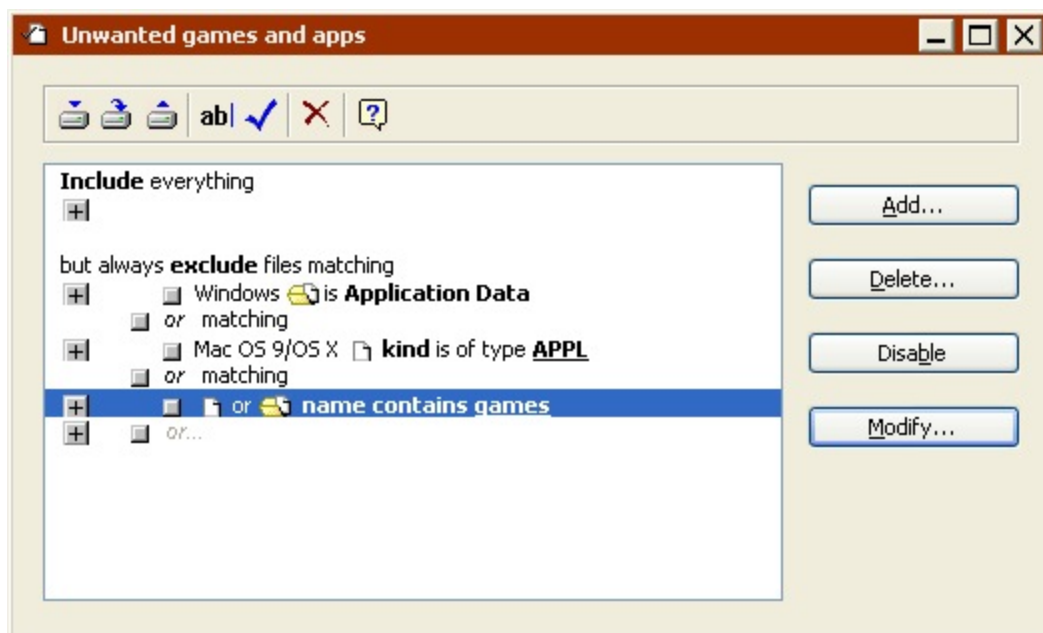 Unwanted games and apps
ab|
Include everything
but always exclude files matching
Windows is Application Data
or matching
Mac OS 9/OS X kind is of type APPL
or matching
or name contains games
or...
Add...
Delete...
Disable
Modify...